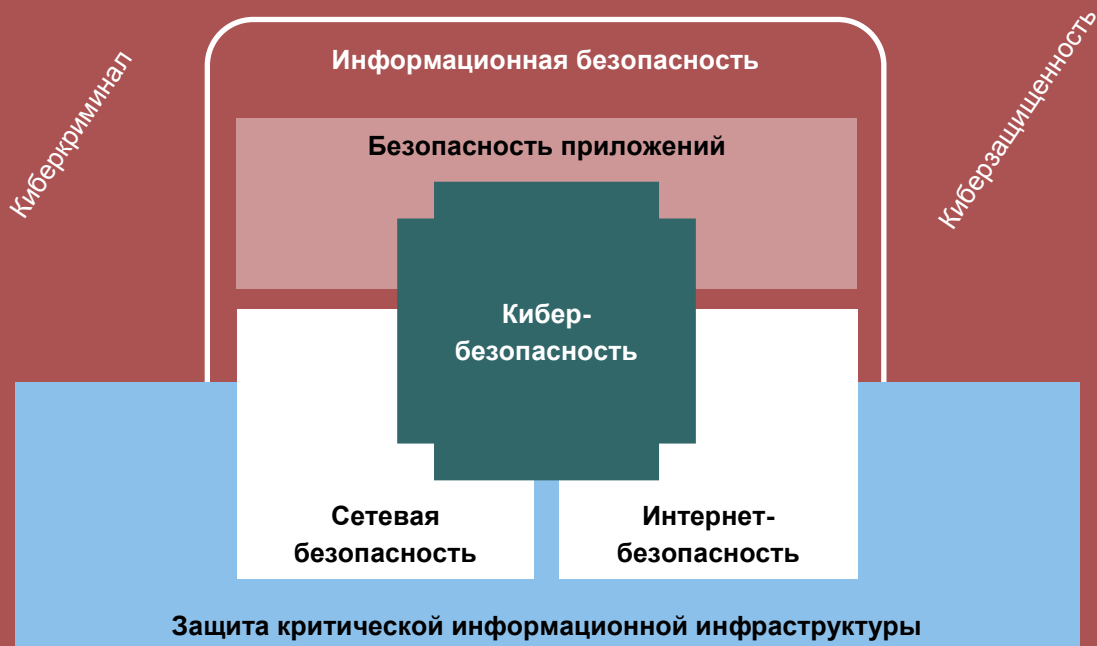 Киберкриминал
Информационная безопасность
Киберзащищенность
Безопасность приложений
Кибер-
безопасность
Сетевая
безопасность
Интернет-
безопасность
Защита критической информационной инфраструктуры